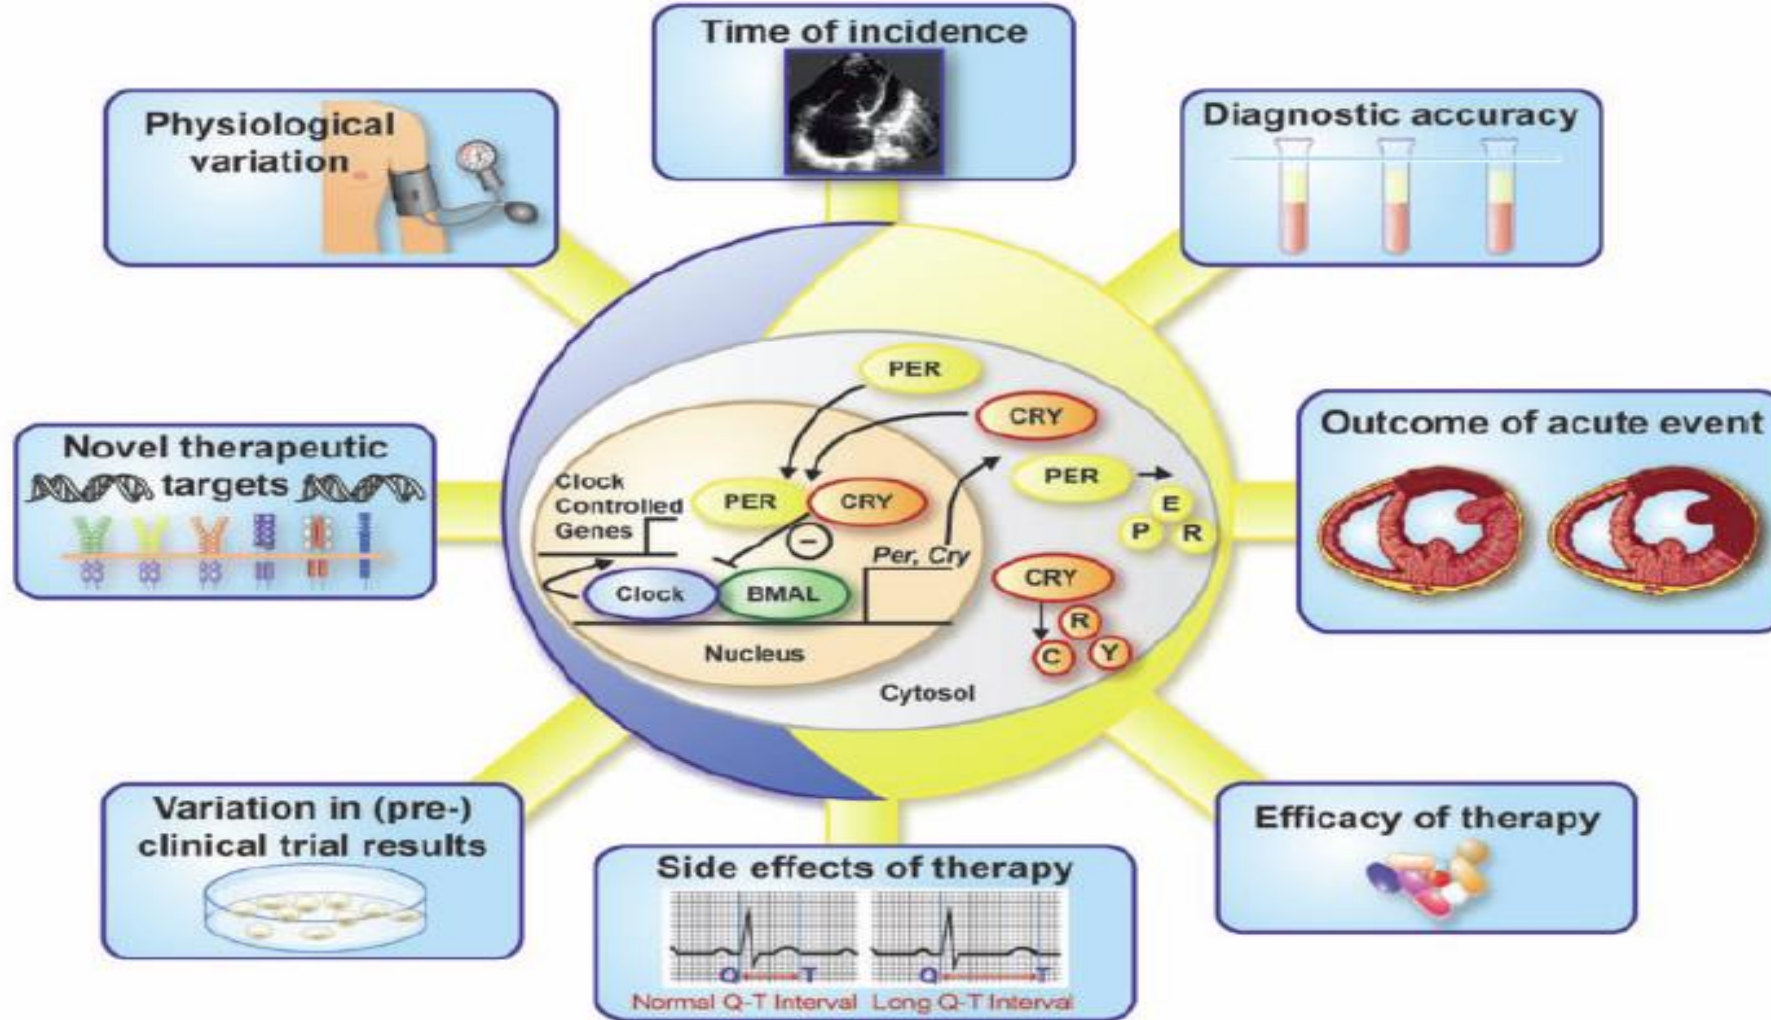 Time of incidence
Physiological
variation
Diagnostic accuracy
Novel therapeutic
targets
Outcome of acute event
PER
CRY
PER
Clock
Controlled
Genes
PER
CRY
E
P
R
−
Per, Cry
Clock
BMAL
CRY
R
C
Y
Nucleus
Cytosol
Variation in (pre-)
clinical trial results
Side effects of therapy
Q T
Q T
Normal Q-T Interval
Long Q-T Interval
Efficacy of therapy